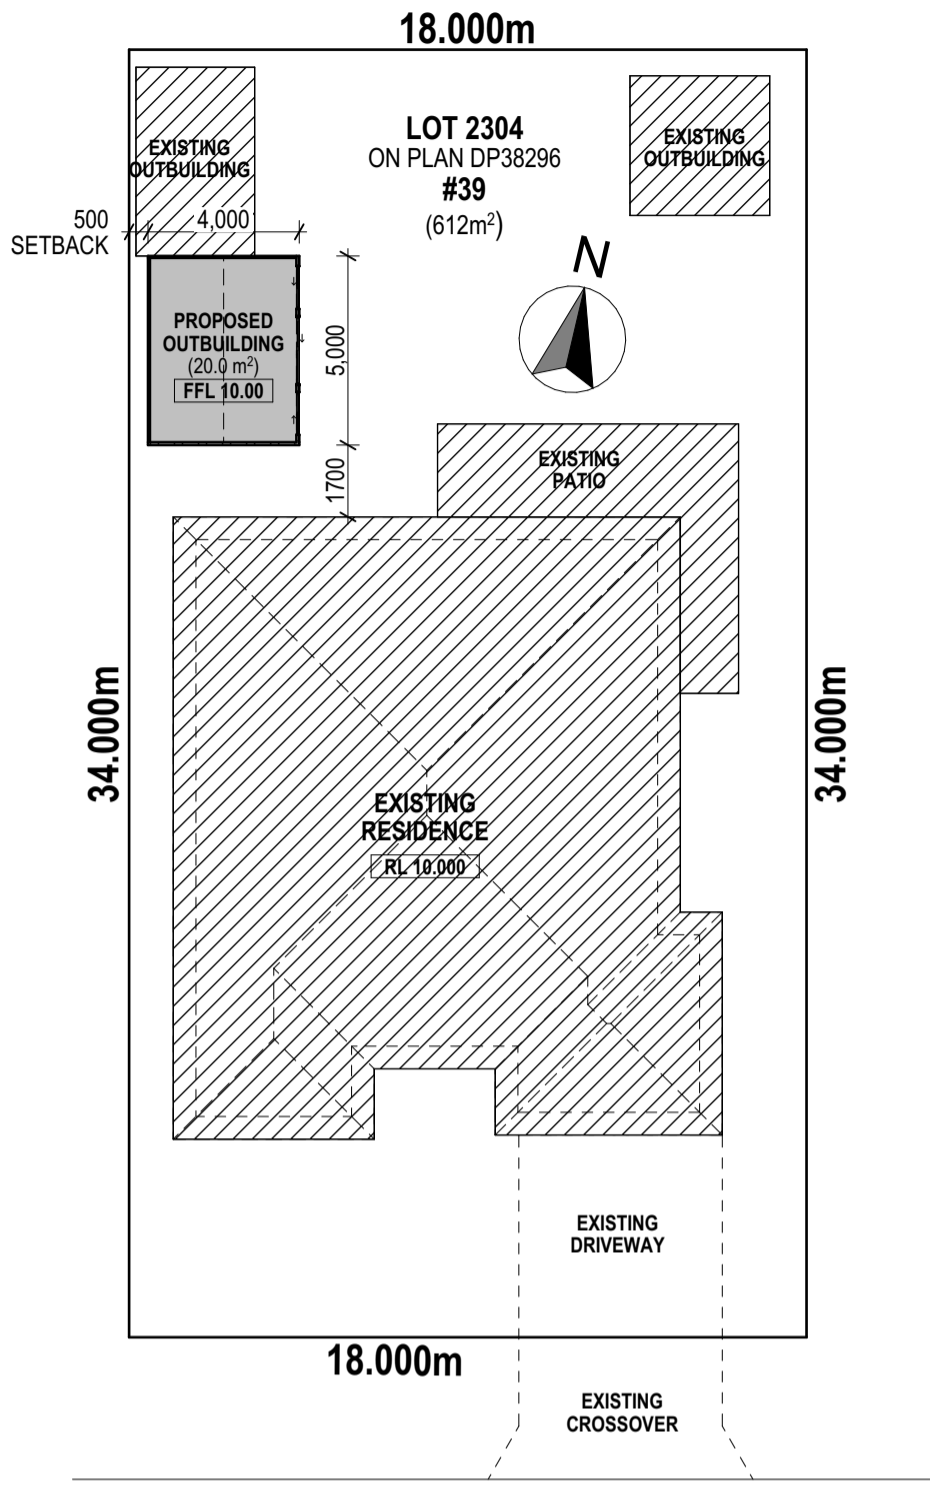 18.000m
EXISTING
OUTBUILDING
LOT 2304
ON PLAN DP38296
#39
(612m²)
EXISTING
OUTBUILDING
500
SETBACK
4,000
N
PROPOSED
OUTBUILDING
(20.0 m²)
FFL 10.00
5,000
1700
EXISTING
PATIO
34.000m
34.000m
EXISTING
RESIDENCE
RL 10.000
EXISTING
DRIVEWAY
18.000m
EXISTING
CROSSOVER